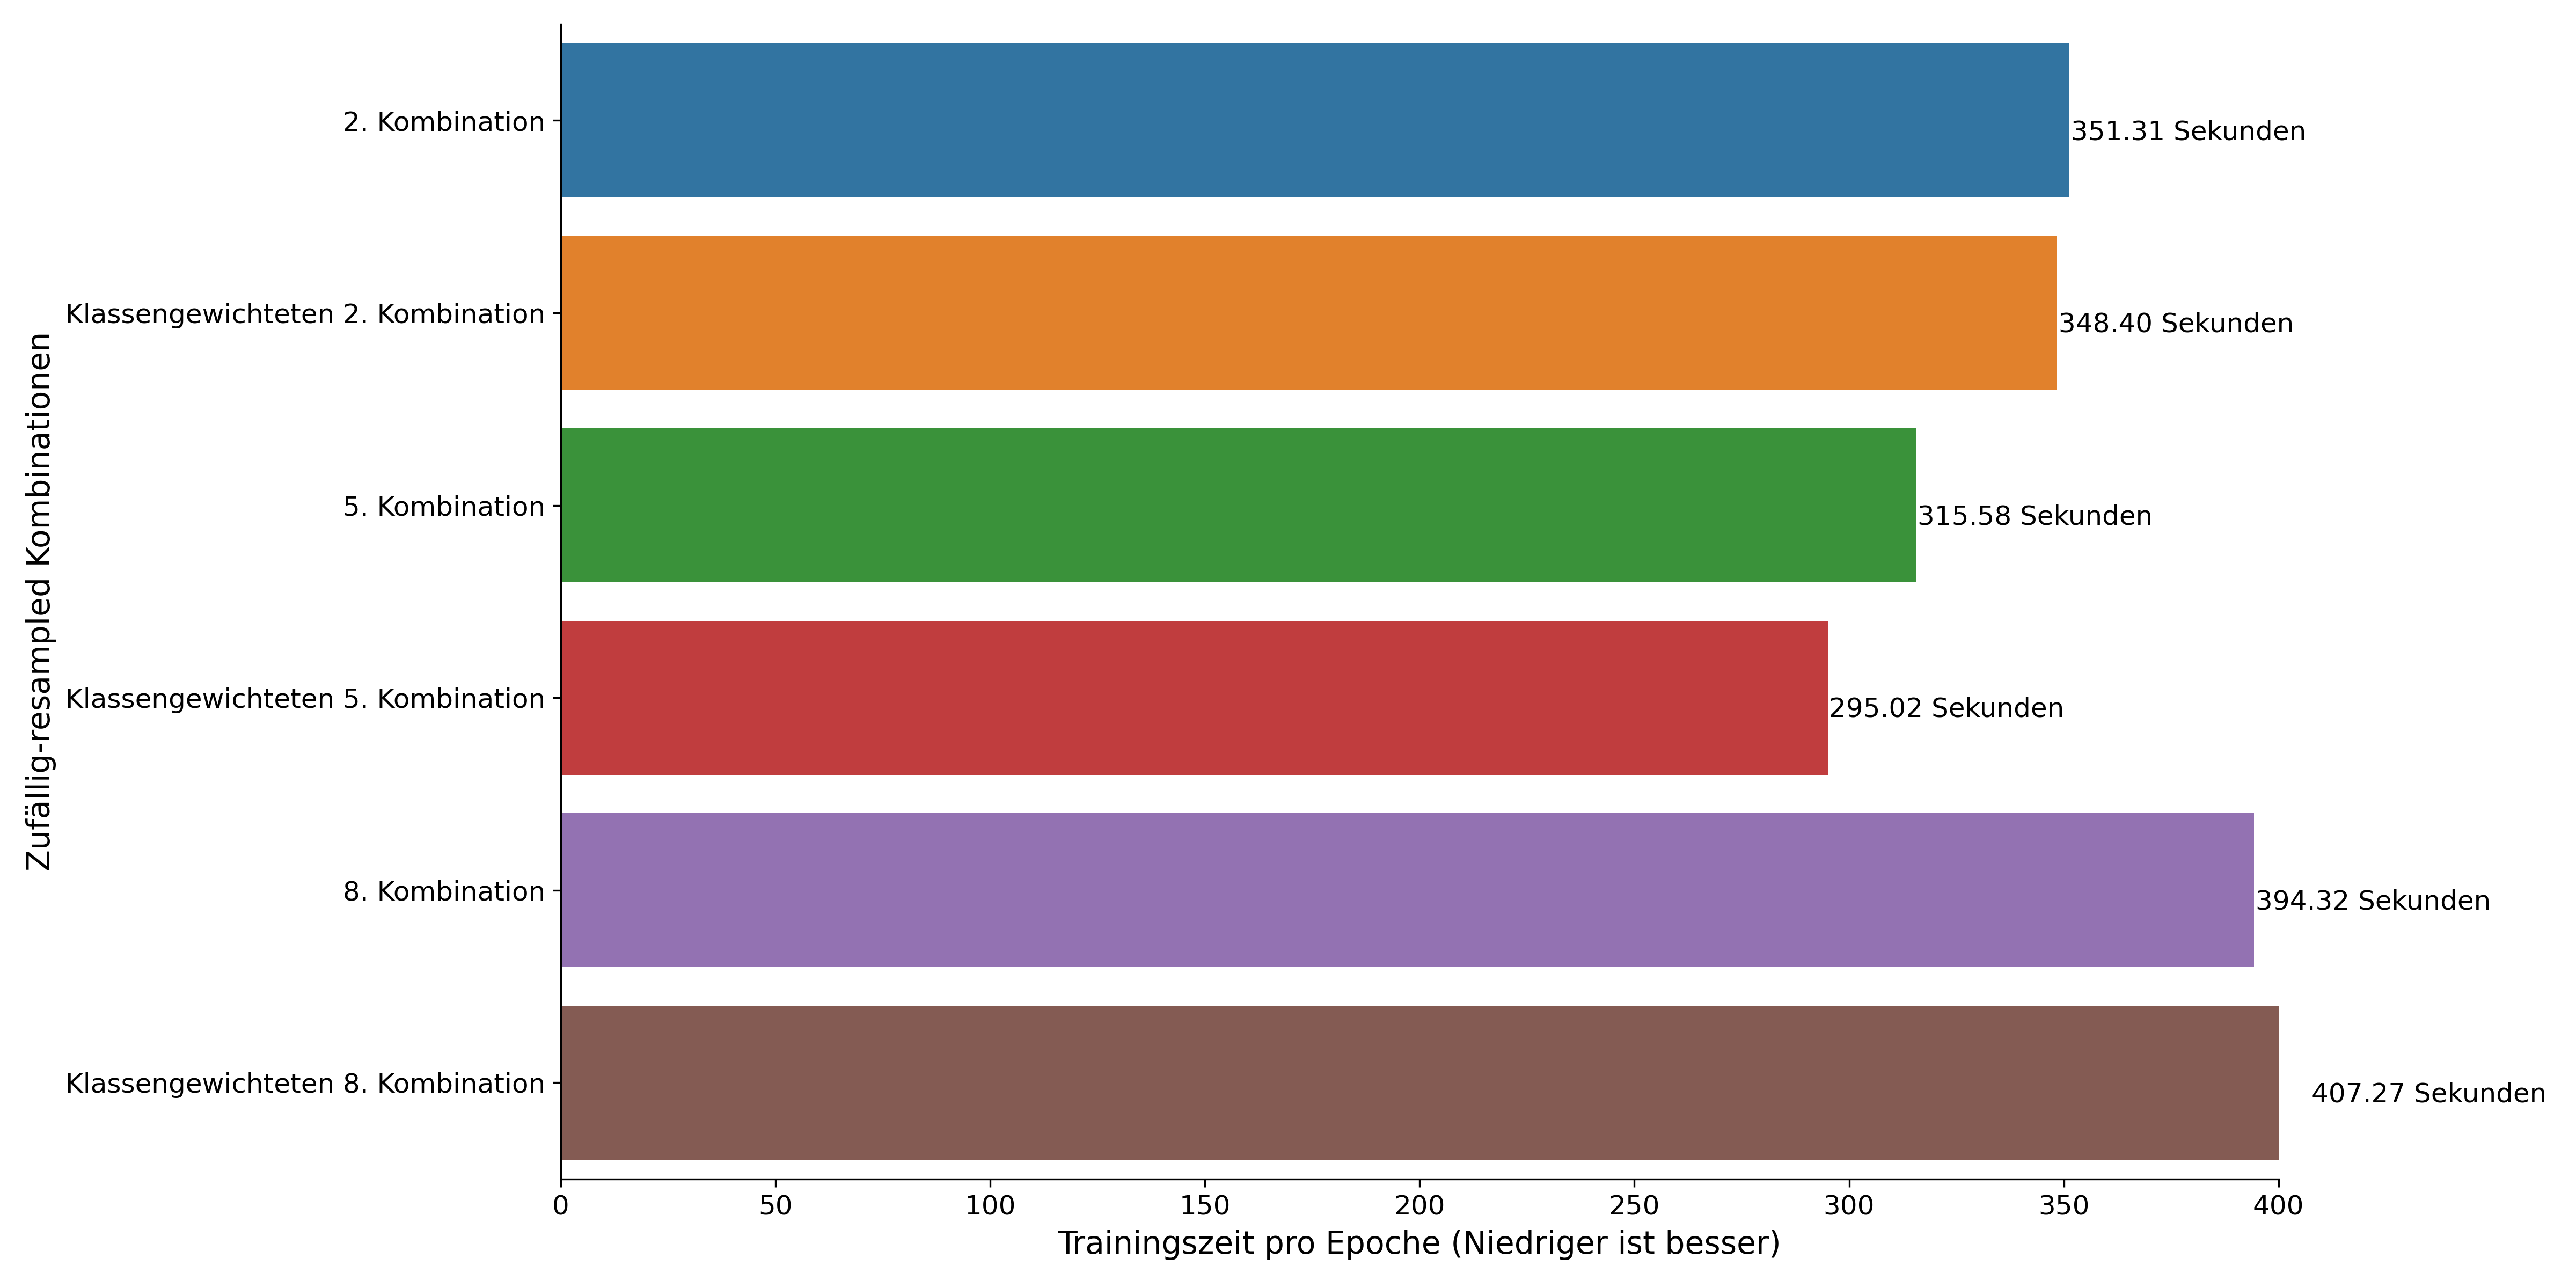 Zufällig-resampled Kombinationen
2. Kombination
351.31 Sekunden
Klassengewichteten 2. Kombination
348.40 Sekunden
5. Kombination
315.58 Sekunden
Klassengewichteten 5. Kombination
295.02 Sekunden
8. Kombination
394.32 Sekunden
Klassengewichteten 8. Kombination
407.27 Sekunden
0 50 100 150 200 250 300 350 400
Trainingszeit pro Epoche (Niedriger ist besser)